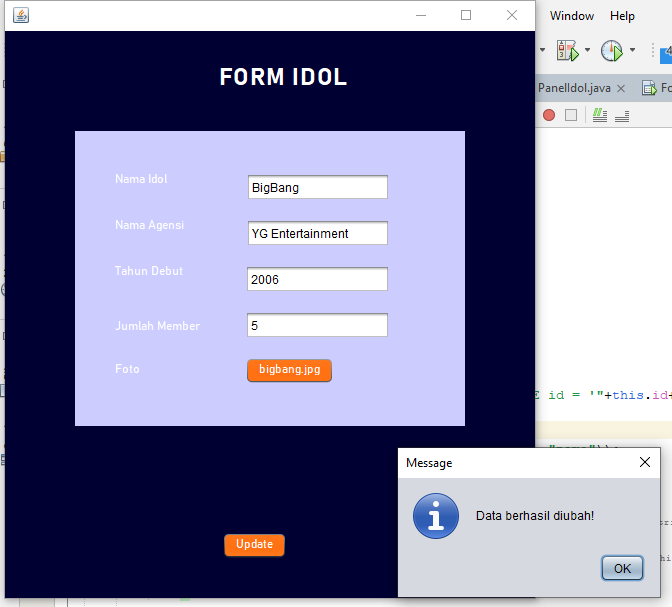 Window Help
PanelIdol.java
FORM IDOL
Nama Idol BigBang
Nama Agensi YG Entertainment
Tahun Debut 2006
Jumlah Member 5
Foto bigbang.jpg
E id = '"+this.id+
Message
Data berhasil diubah!
OK
Update